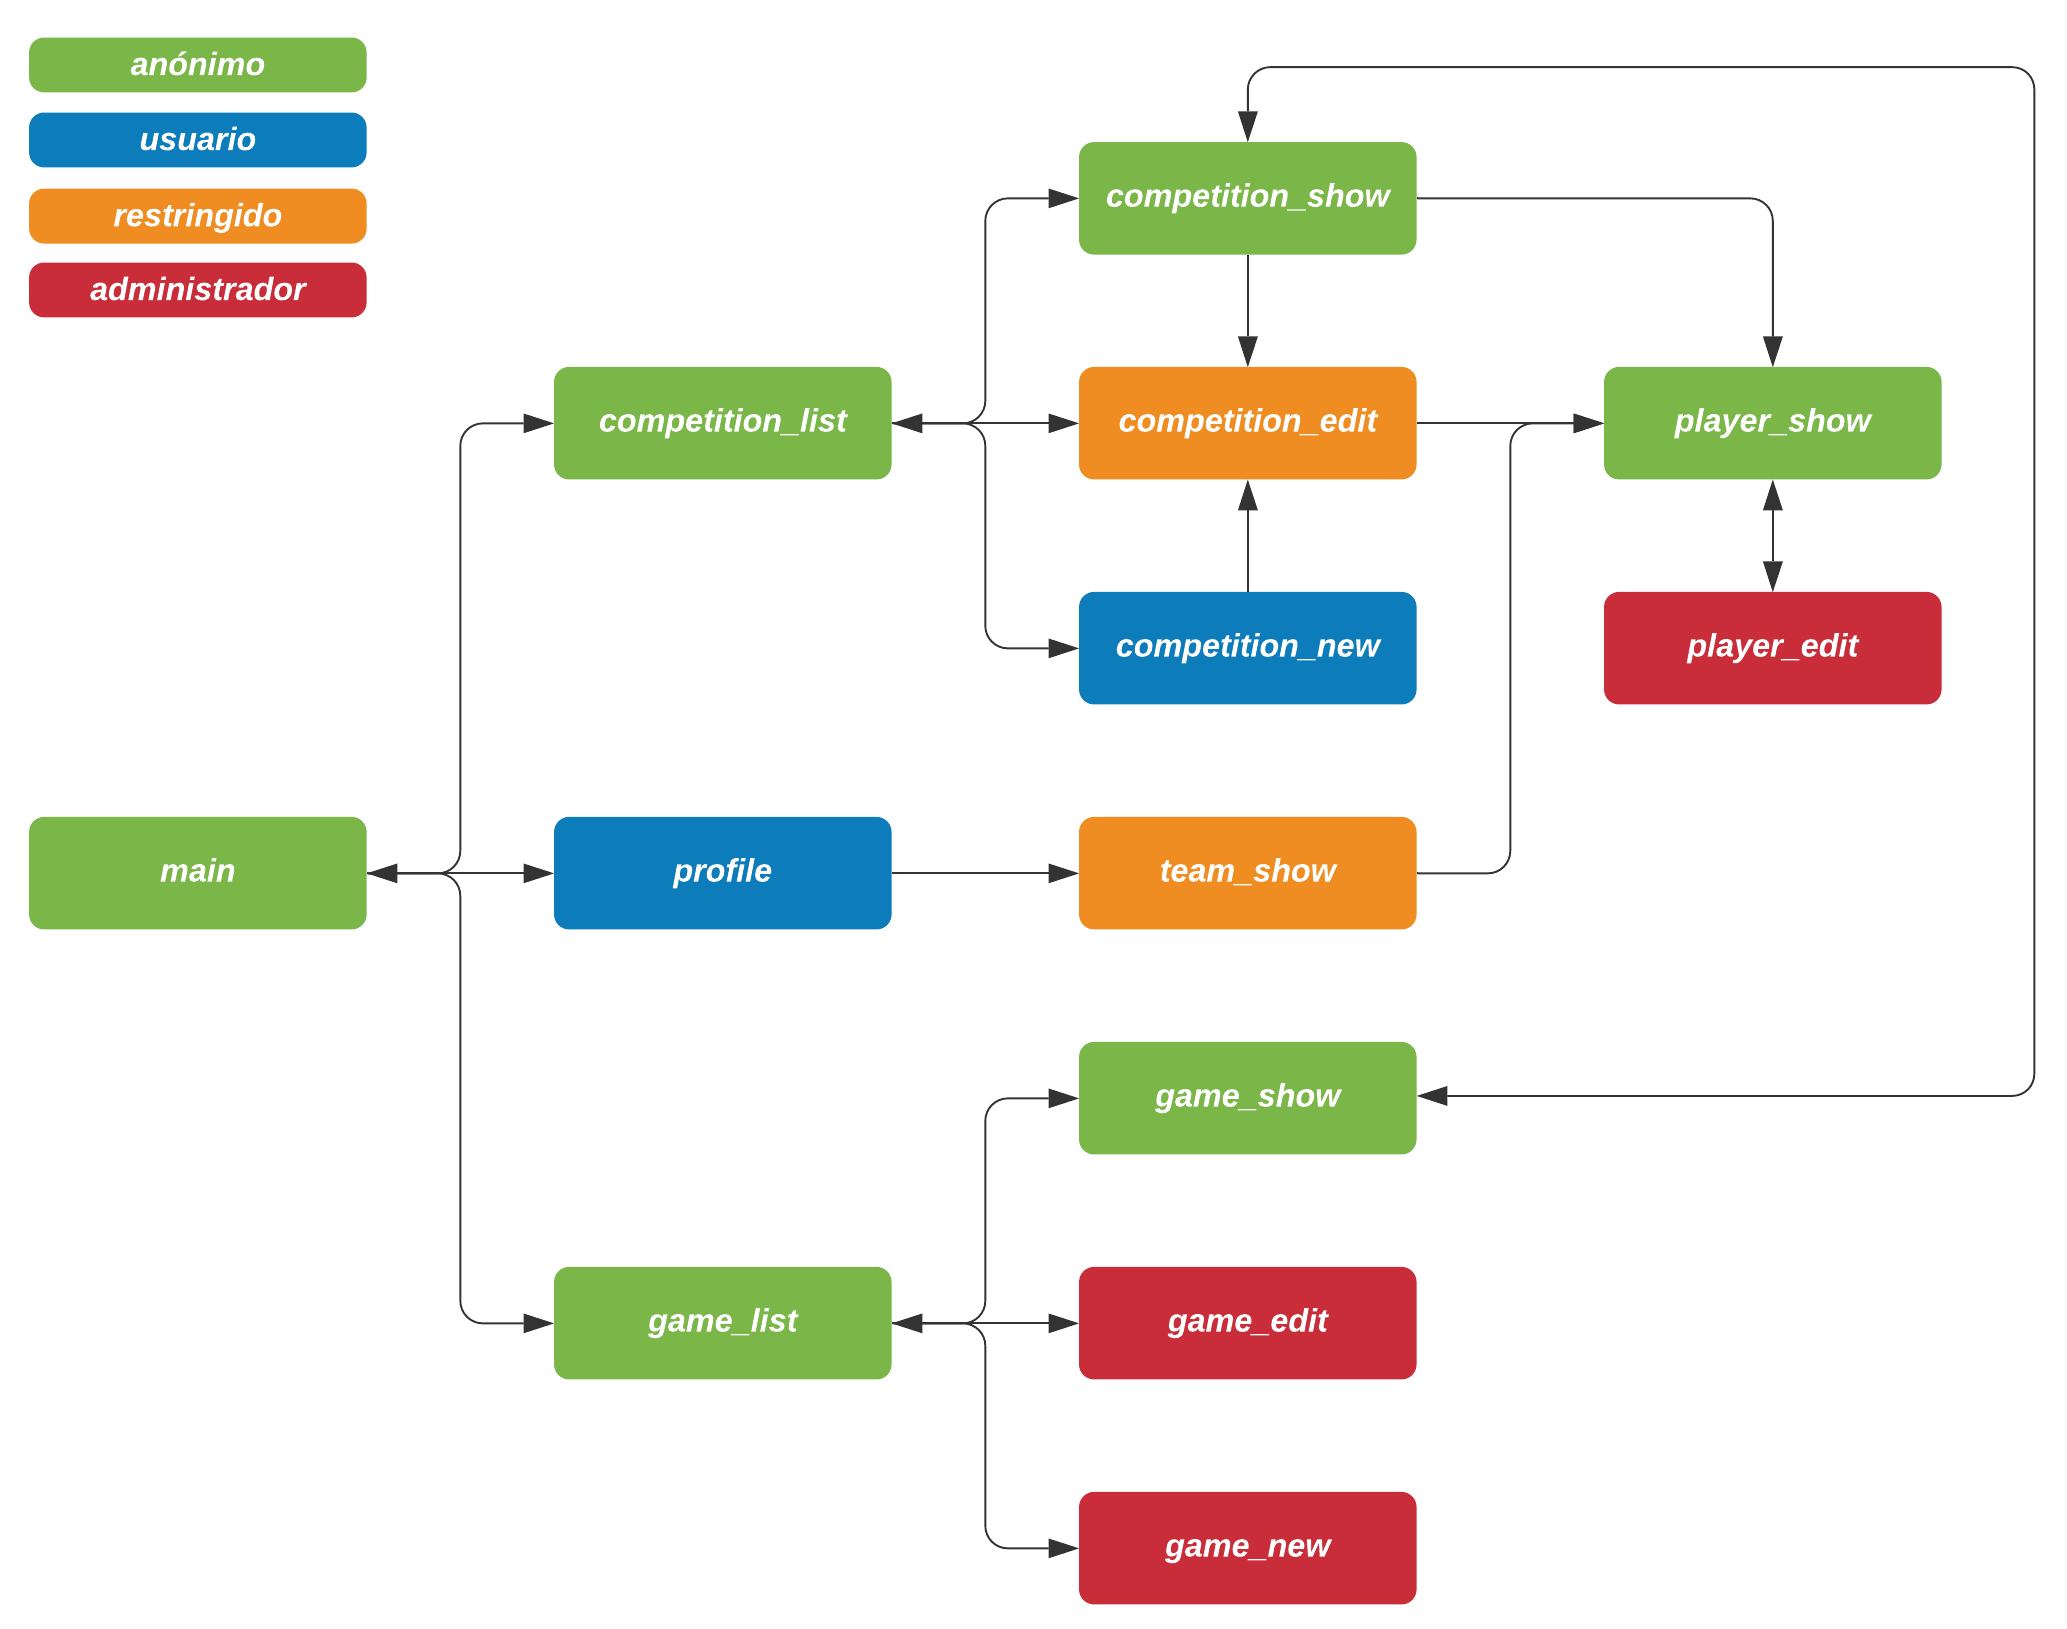 anónimo
usuario
restringido
administrador
competition_show
competition_list
competition_edit
player_show
competition_new
player_edit
main
profile
team_show
game_show
game_list
game_edit
game_new